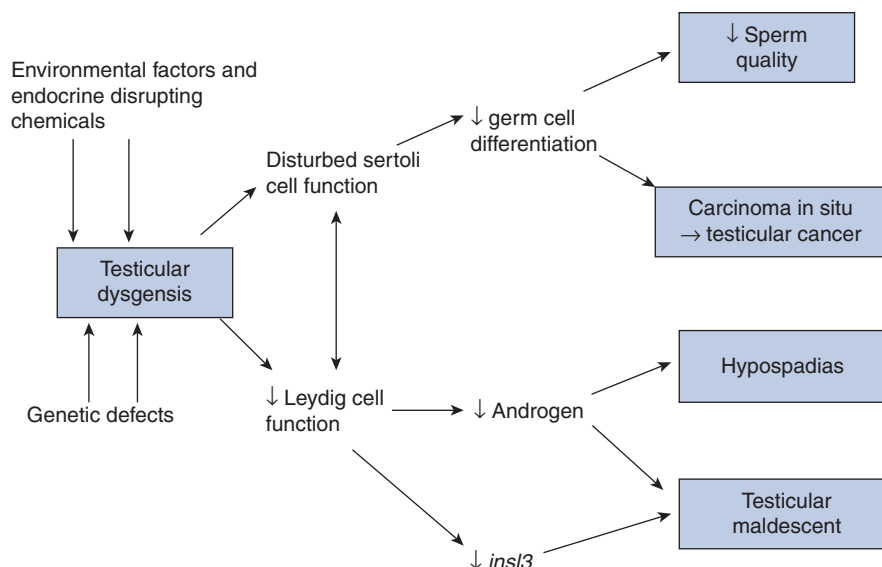 ↓ Sperm
quality
Environmental factors and
endocrine disrupting
chemicals
↓ germ cell
differentiation
Disturbed sertoli
cell function
Carcinoma in situ
→ testicular cancer
Testicular
dysgensis
Hypospadias
↓ Leydig cell
function
↓ Androgen
Genetic defects
Testicular
maldescent
↓ insl3